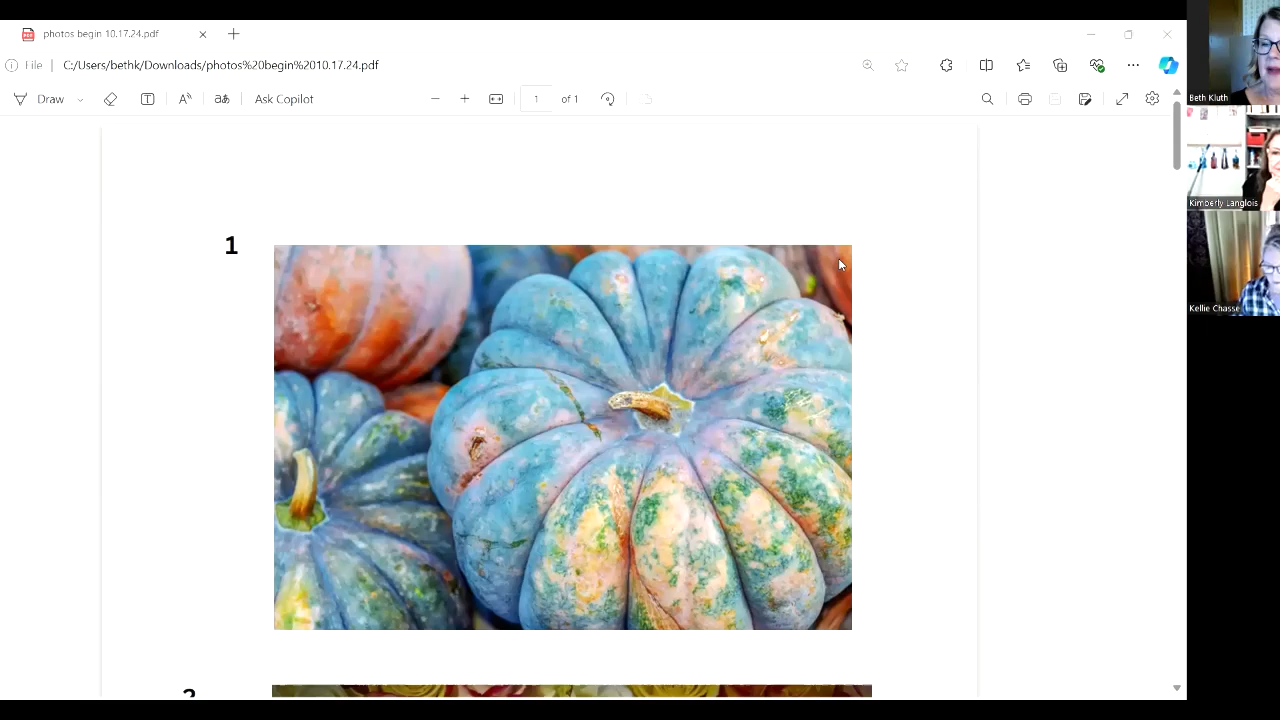 photos begin 10.17.24.pdf
File
C:/Users/bethk/Downloads/photos%20begin%2010.17.24.pdf
Draw
Ask Copilot
1 of 1
1
Beth Kluth
Kimberly Langlois
Kellie Chasse